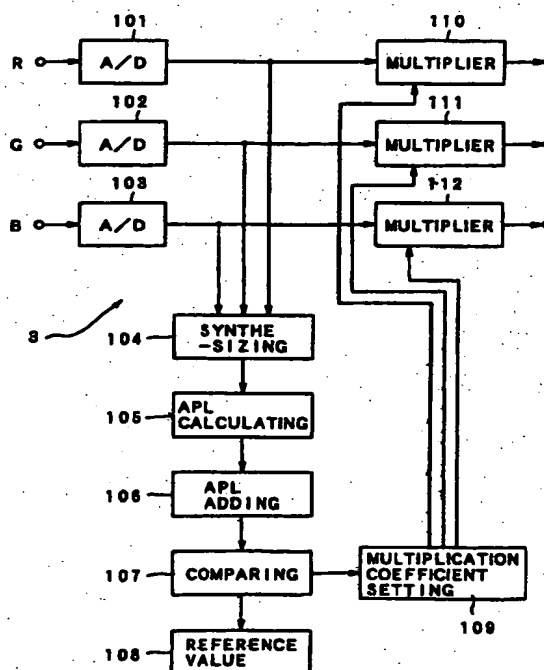 101
110
R
A/D
MULTIPLIER
102
111
G
A/D
MULTIPLIER
103
112
B
A/D
MULTIPLIER
3
104
SYNTHE
-SIZING
105
APL
CALCULATING
106
APL
ADDING
107
COMPARING
MULTIPLICATION
COEFFICIENT
SETTING
109
108
REFERENCE
VALUE